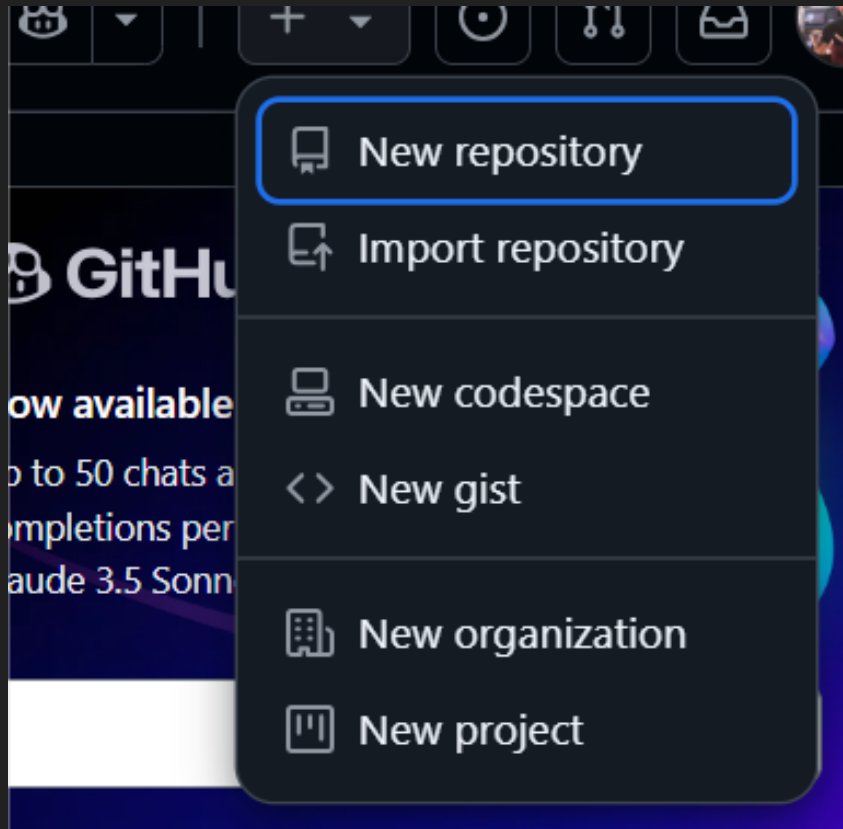 New repository
Import repository
New codespace
New gist
New organization
New project
GitHu
ow available
to 50 chats a
ompletions per
aude 3.5 Sonn